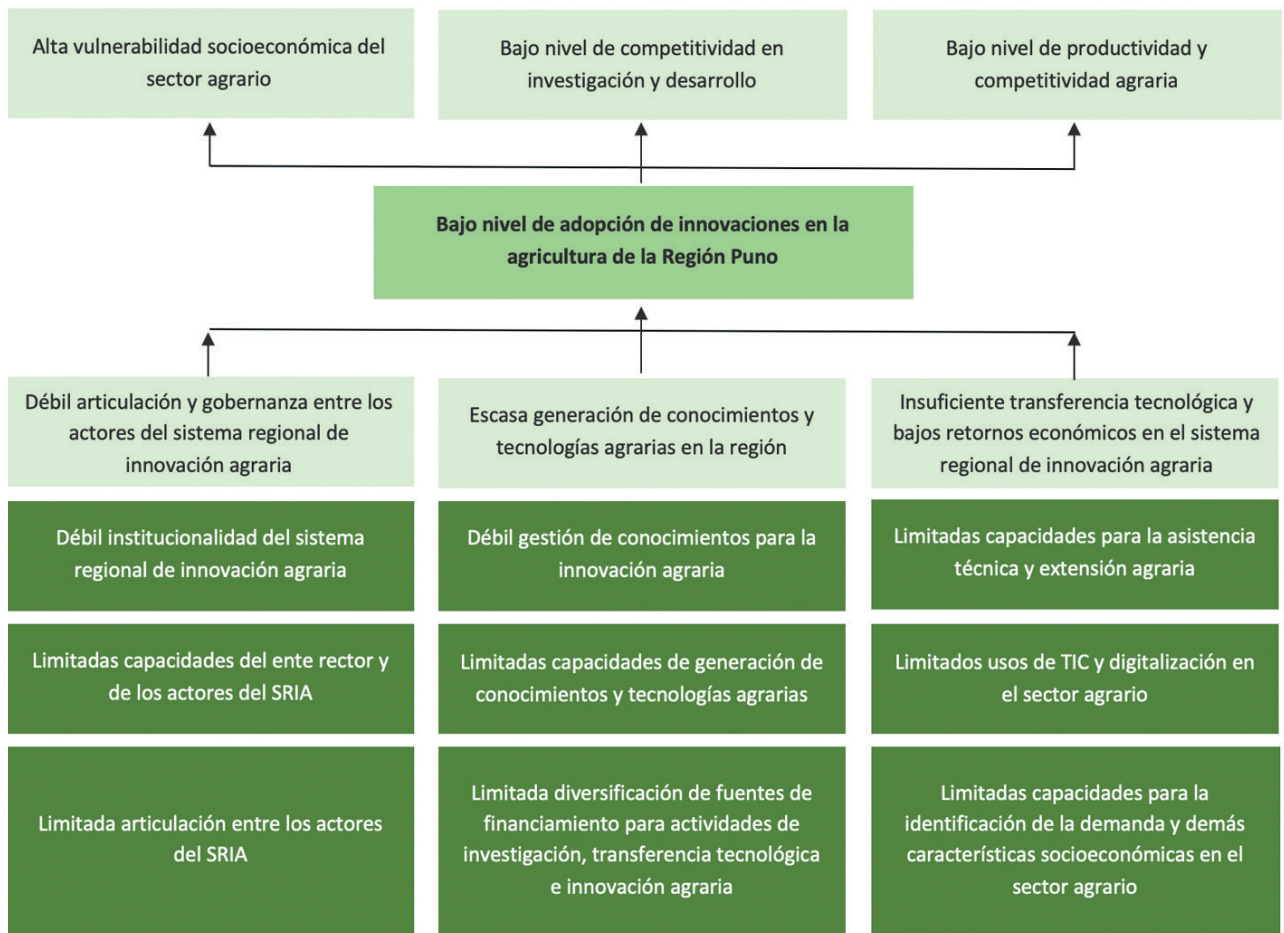 Alta vulnerabilidad socioeconómica del
sector agrario
Bajo nivel de competitividad en
investigación y desarrollo
Bajo nivel de productividad y
competitividad agraria
Bajo nivel de adopción de innovaciones en la
agricultura de la Región Puno
Débil articulación y gobernanza entre los
actores del sistema regional de
innovación agraria
Escasa generación de conocimientos y
tecnologías agrarias en la región
Insuficiente transferencia tecnológica y
bajos retornos económicos en el sistema
regional de innovación agraria
Débil institucionalidad del sistema
regional de innovación agraria
Débil gestión de conocimientos para la
innovación agraria
Limitadas capacidades para la asistencia
técnica y extensión agraria
Limitadas capacidades del ente rector y
de los actores del SRIA
Limitadas capacidades de generación de
conocimientos y tecnologías agrarias
Limitados usos de TIC y digitalización en
el sector agrario
Limitada articulación entre los actores
del SRIA
Limitada diversificación de fuentes de
financiamiento para actividades de
investigación, transferencia tecnológica
e innovación agraria
Limitadas capacidades para la
identificación de la demanda y demás
características socioeconómicas en el
sector agrario